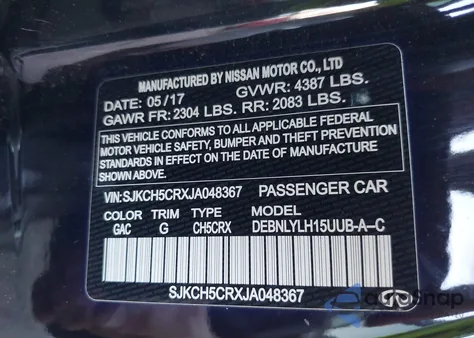 MANUFACTURED BY NISSAN MOTOR CO., LTD
DATE: 05/17 GVWR: 4387 LBS.
GAWR FR: 2304 LBS. RR: 2083 LBS.
THIS VEHICLE CONFORMS TO ALL APPLICABLE FEDERAL
MOTOR VEHICLE SAFETY, BUMPER AND THEFT PREVENTION
STANDARDS IN EFFECT ON THE DATE OF MANUFACTURE
SHOWN ABOVE.
VIN: SJKCH5CRXJA048367 PASSENGER CAR
COLOR TRIM TYPE MODEL
GAC G CH5CRX DEBNLYLH15UUB-A-C
SJKCH5CRXJA048367
autoSnap